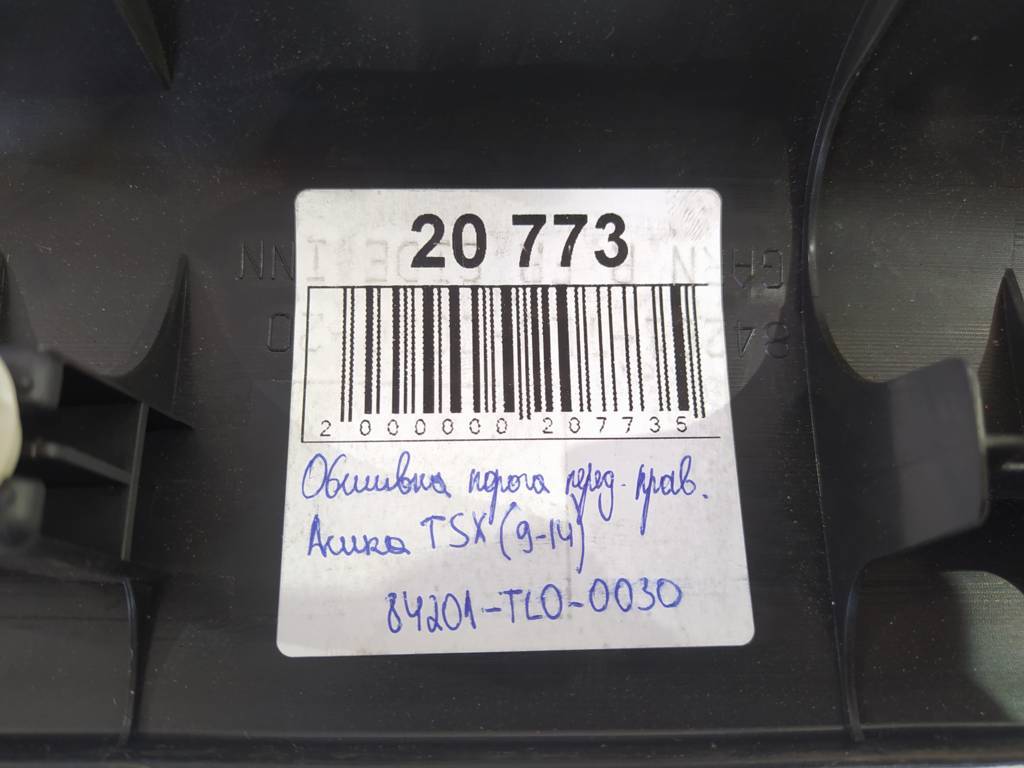 20 773
2 000000 207735
Обшивка порога перед. прав.
Акура TSX (9-14)
84201-TL0-0030